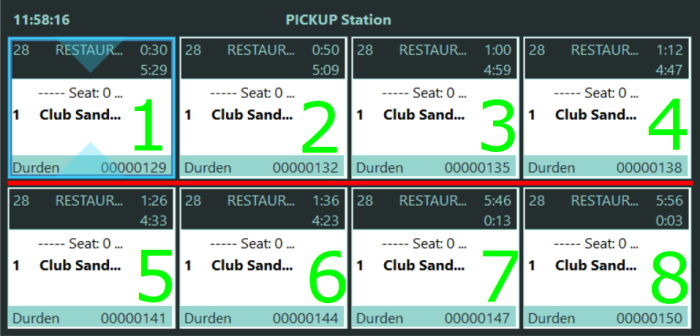 11:58:16 PICKUP Station
28 RESTAUR... 0:30
5:29
----- Seat: 0 ...
1 Club Sand...
1
Durden 00000129
28 RESTAUR... 0:50
5:09
----- Seat: 0 ...
1 Club Sand...
2
Durden 00000132
28 RESTAUR... 1:00
4:59
----- Seat: 0 ...
1 Club Sand...
3
Durden 00000135
28 RESTAUR... 1:12
4:47
----- Seat: 0 ...
1 Club Sand...
4
Durden 00000138
28 RESTAUR... 1:26
4:33
----- Seat: 0 ...
1 Club Sand...
5
Durden 00000141
28 RESTAUR... 1:36
4:23
----- Seat: 0 ...
1 Club Sand...
6
Durden 00000144
28 RESTAUR... 5:46
0:13
----- Seat: 0 ...
1 Club Sand...
7
Durden 00000147
28 RESTAUR... 5:56
0:03
----- Seat: 0 ...
1 Club Sand...
8
Durden 00000150